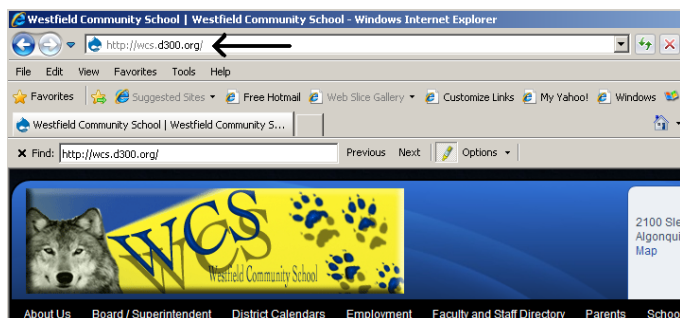 Westfield Community School | Westfield Community School - Windows Internet Explorer
http://wcs.d300.org/
File Edit View Favorites Tools Help
Favorites Suggested Sites Free Hotmail Web Slice Gallery Customize Links My Yahoo! Windows
Westfield Community School | Westfield Community S...
x Find: http://wcs.d300.org/ Previous Next Options
WCS
WCS
Westfield Community School
2100 Sle
Algonqui
Map
About Us Board / Superintendent District Calendars Employment Faculty and Staff Directory Parents Schoo